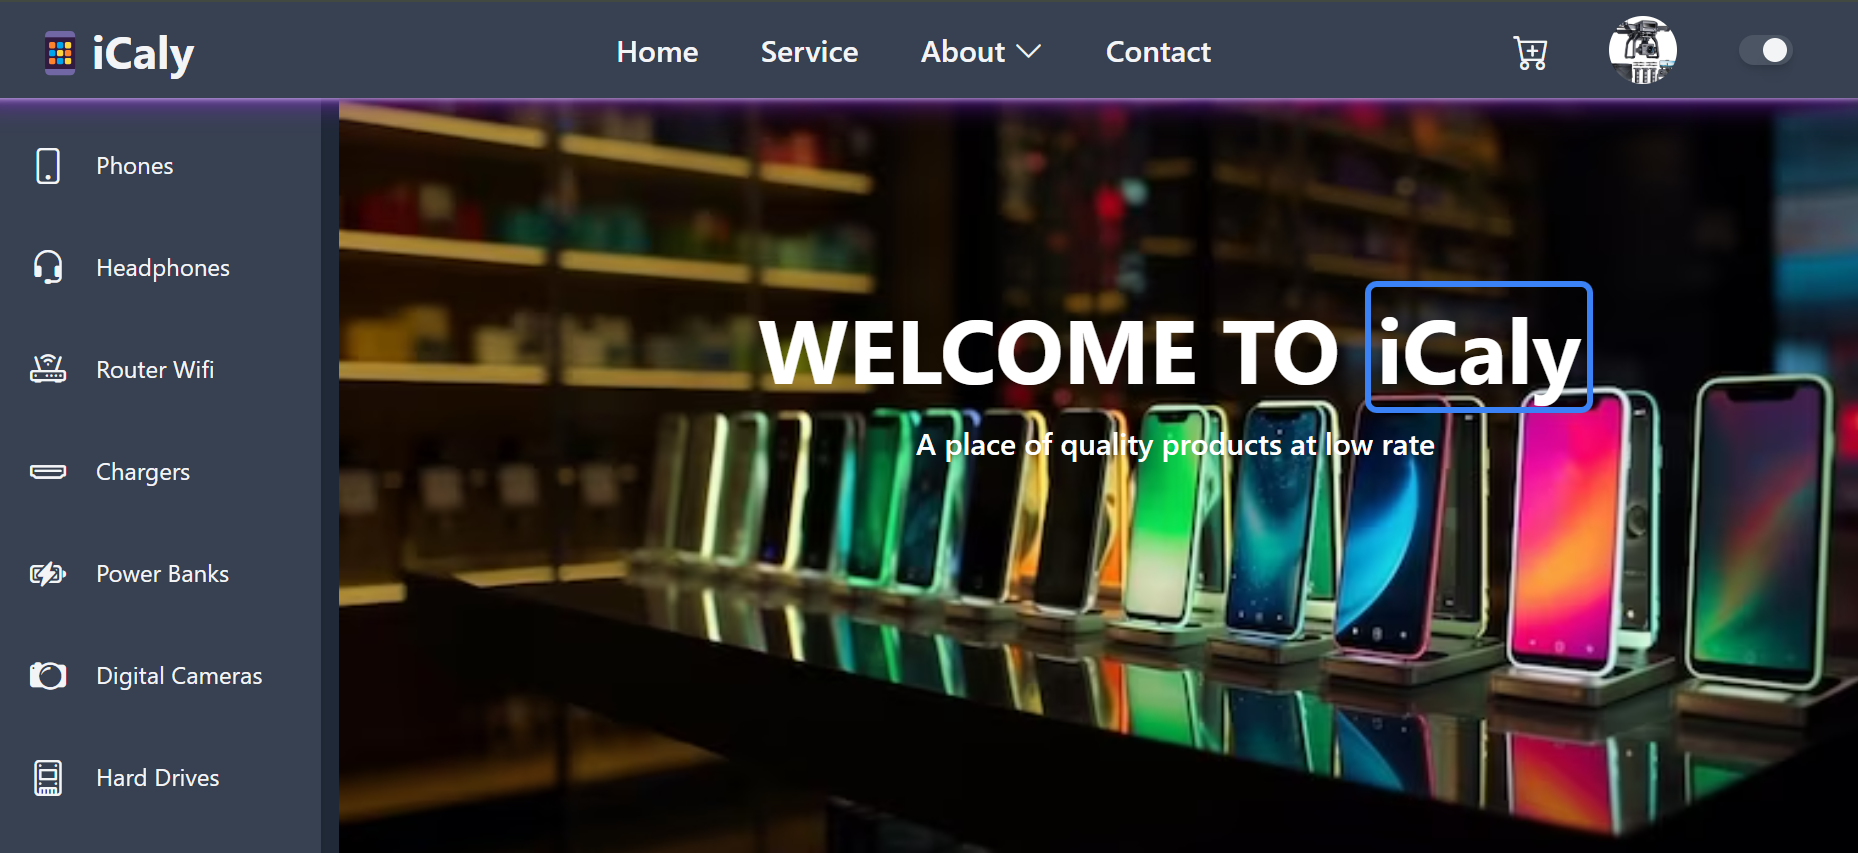 iCaly
Home Service About Contact
Phones
Headphones
Router Wifi
Chargers
Power Banks
Digital Cameras
Hard Drives
WELCOME TO iCaly
A place of quality products at low rate